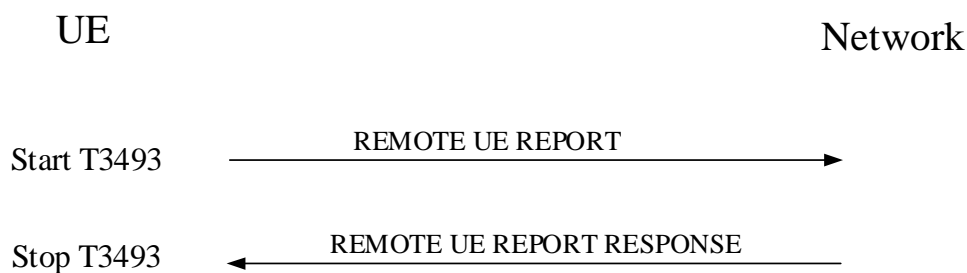 UE
Network
Start T3493
REMOTE UE REPORT
Stop T3493
REMOTE UE REPORT RESPONSE